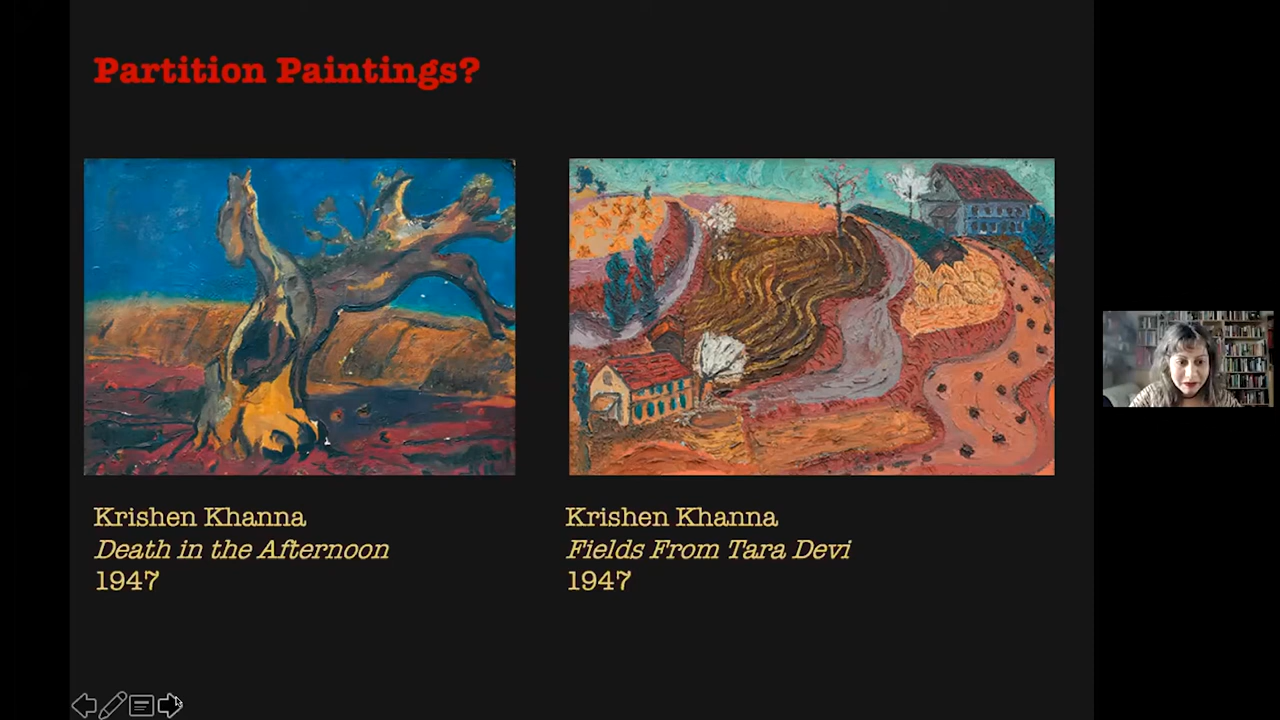 Partition Paintings?
Krishen Khanna
Death in the Afternoon
1947
Krishen Khanna
Fields From Tara Devi
1947